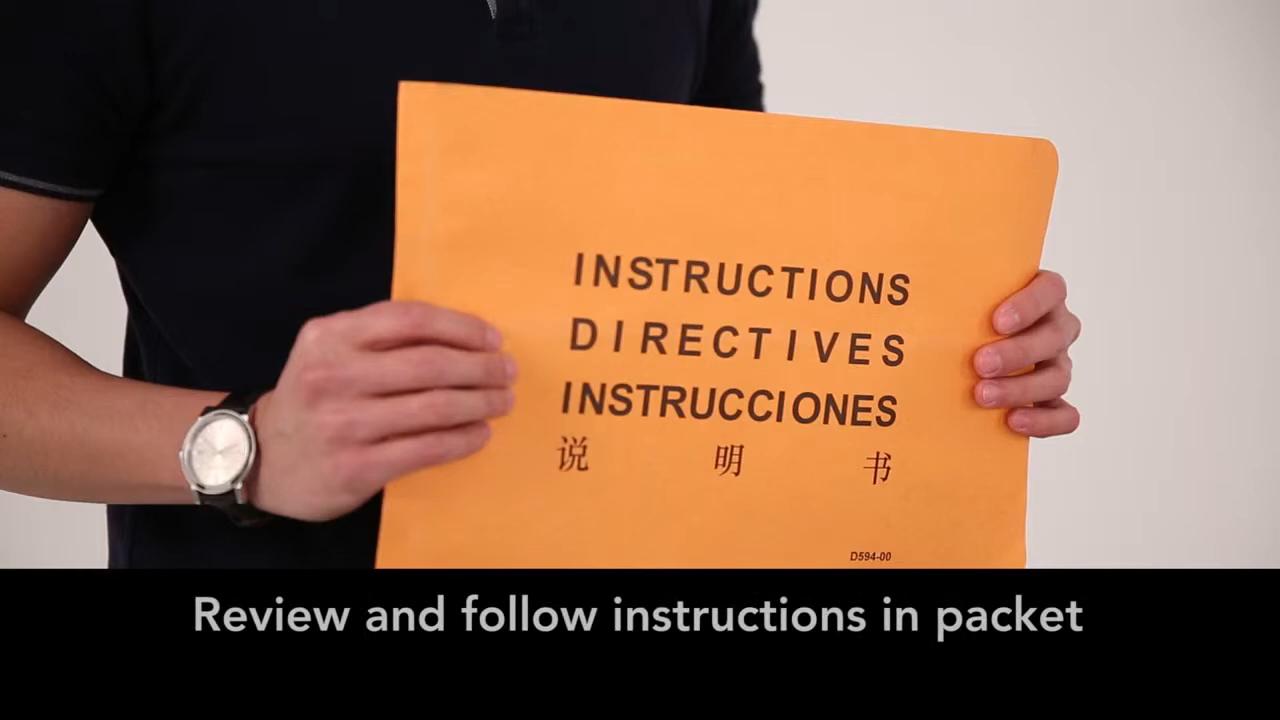 INSTRUCTIONS
DIRECTIVES
INSTRUCCIONES
说 明 书
D594-00
Review and follow instructions in packet